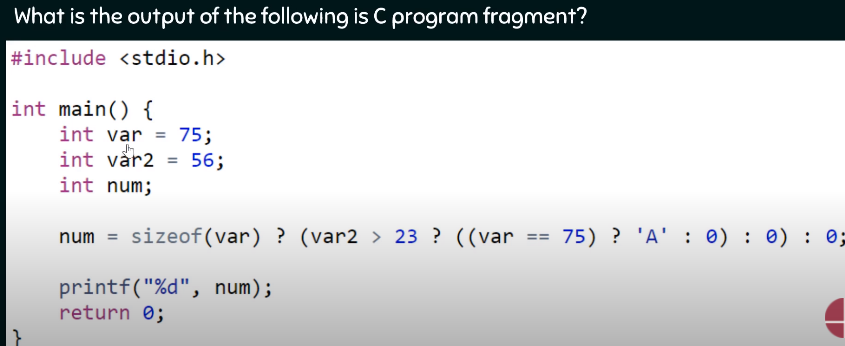 What is the output of the following is C program fragment?
#include <stdio.h>
int main() {
int var = 75;
int var2 = 56;
int num;
num = sizeof(var) ? (var2 > 23 ? ((var == 75) ? 'A' : 0) : 0) : 0;
printf("%d", num);
return 0;
}